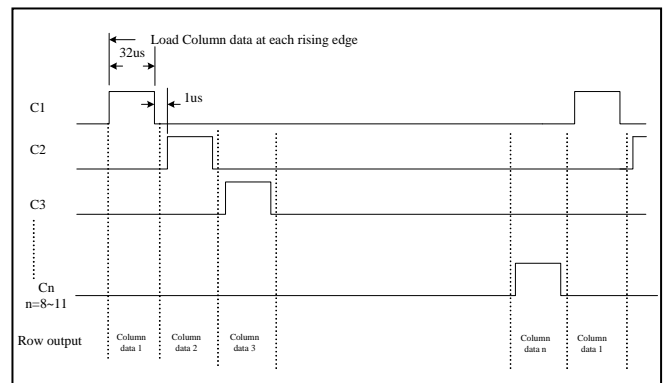 Load Column data at each rising edge
32us
1us
C1
C2
C3
Cn
n=8~11
Row output
Column data 1
Column data 2
Column data 3
Column data n
Column data 1